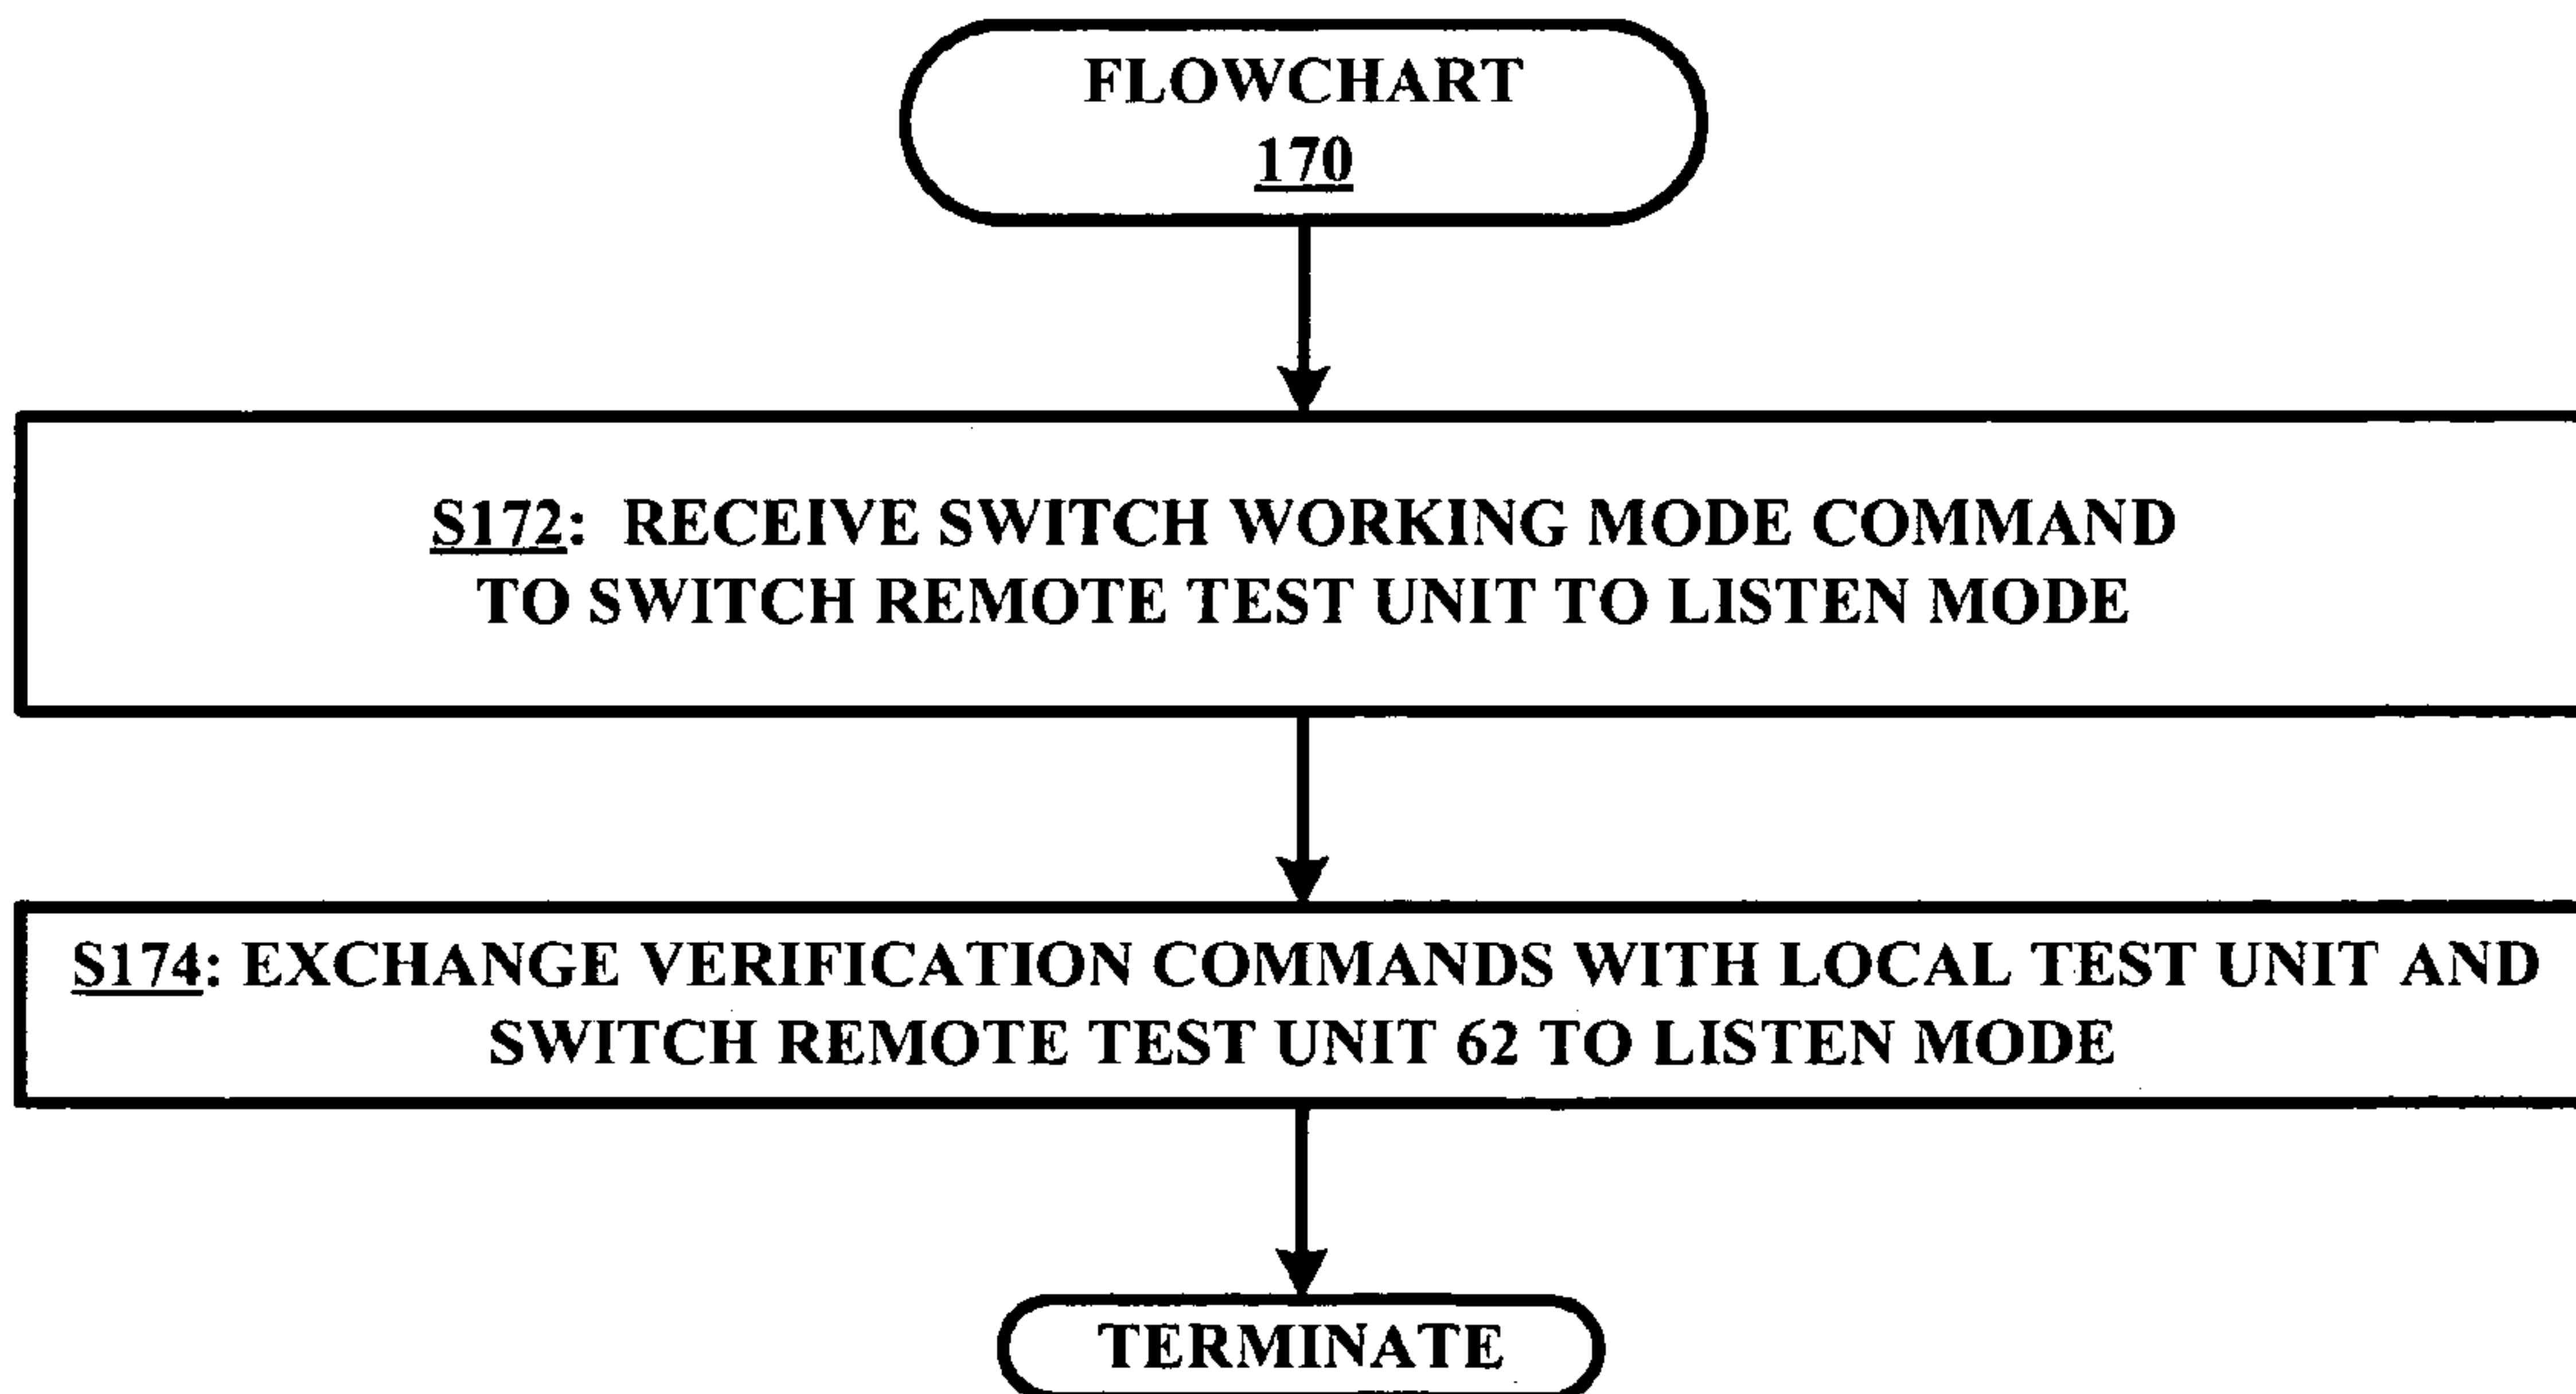 FLOWCHART
170
S172: RECEIVE SWITCH WORKING MODE COMMAND
TO SWITCH REMOTE TEST UNIT TO LISTEN MODE
S174: EXCHANGE VERIFICATION COMMANDS WITH LOCAL TEST UNIT AND
SWITCH REMOTE TEST UNIT 62 TO LISTEN MODE
TERMINATE